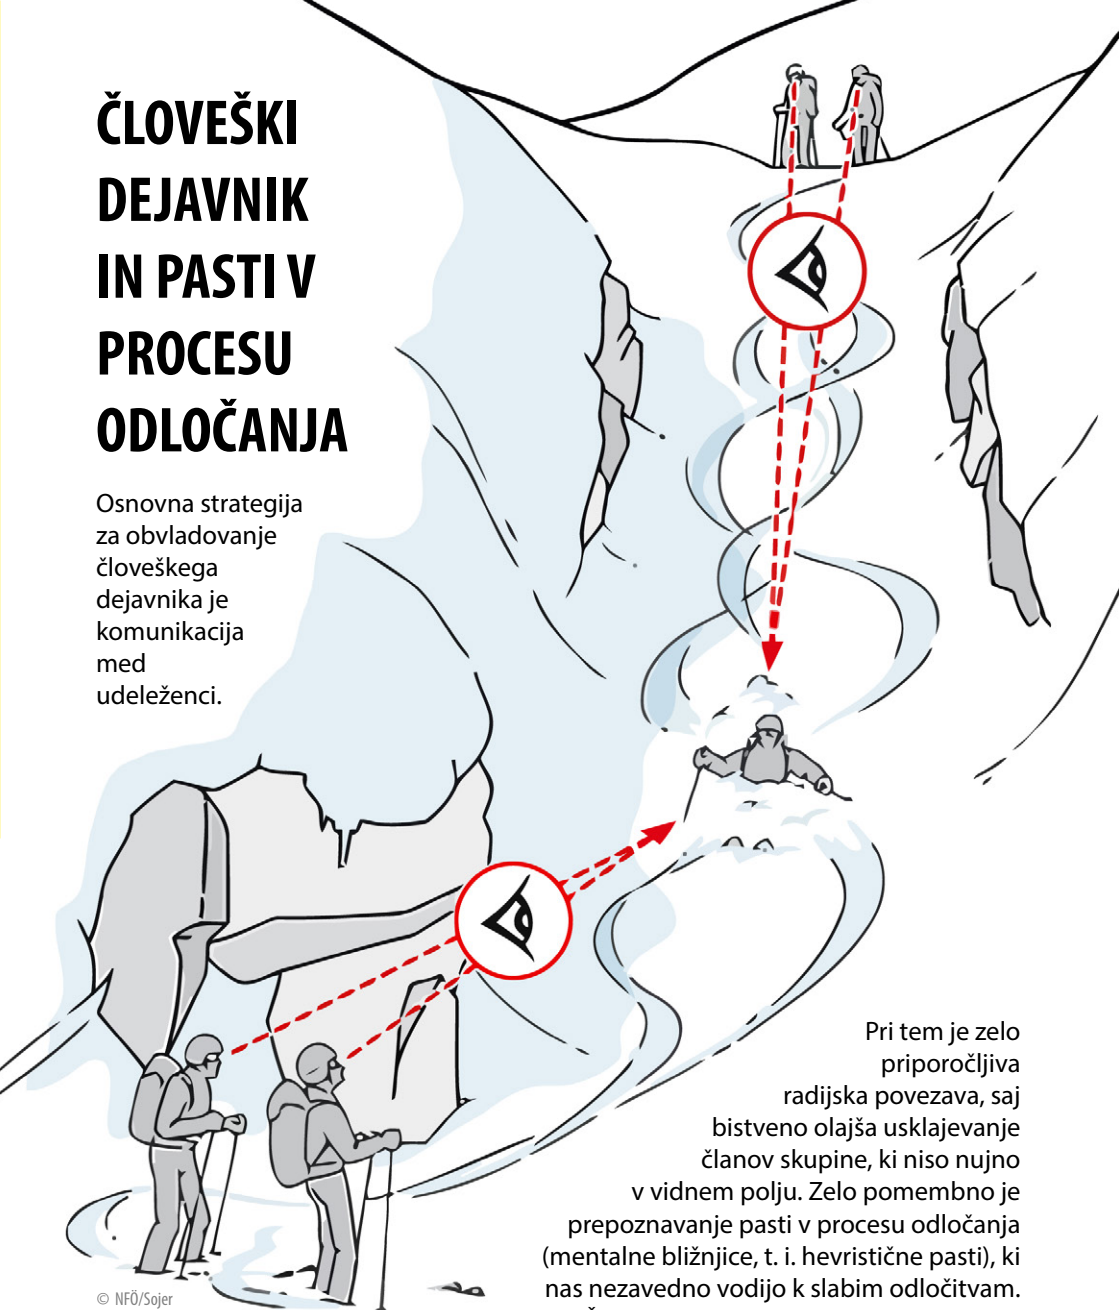 ČLOVEŠKI
DEJAVNIK
IN PASTI V
PROCESU
ODLOČANJA
Osnovna strategija
za obvladovanje
človeškega
dejavnika je
komunikacija
med
udeleženci.
Pri tem je zelo
priporočljiva
radijska povezava, saj
bistveno olajša usklajevanje
članov skupine, ki niso nujno
v vidnem polju. Zelo pomembno je
prepoznavanje pasti v procesu odločanja
(mentalne bližnjice, t. i. hevristične pasti), ki
nas nezavedno vodijo k slabim odločitvam.
© NFÖ/Sojer